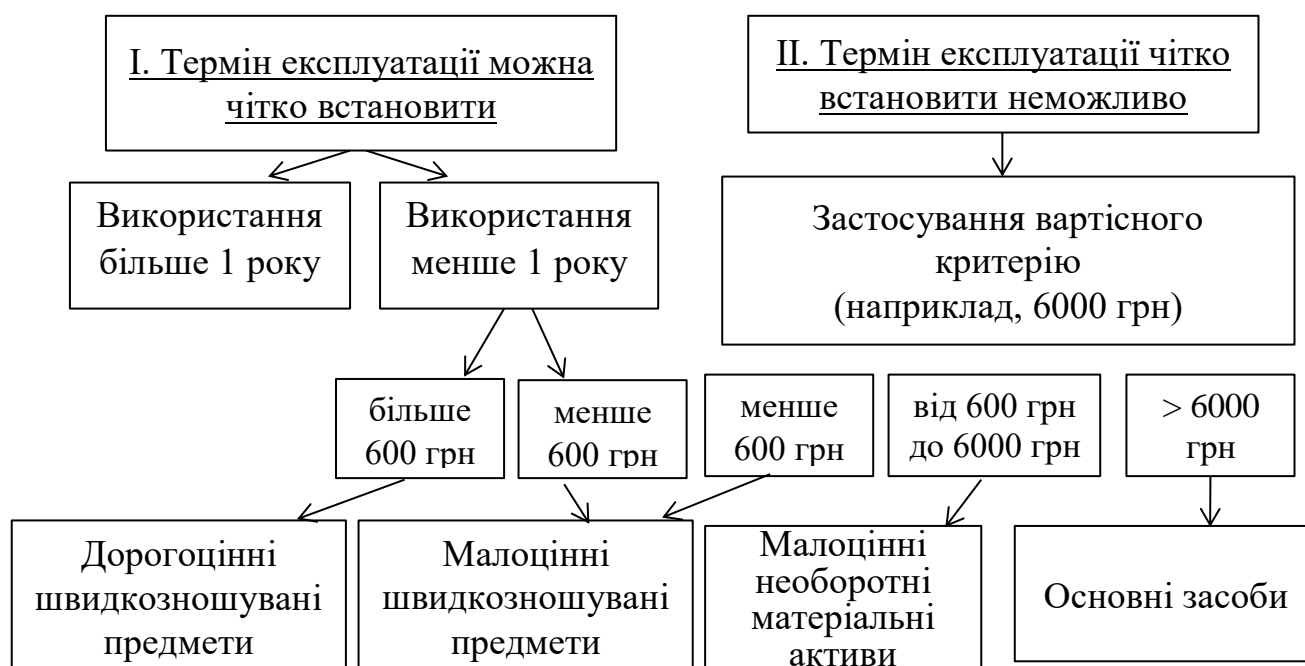 І. Термін експлуатації можна
чітко встановити
ІІ. Термін експлуатації чітко
встановити неможливо
Використання
більше 1 року
Використання
менше 1 року
Застосування вартісного
критерію
(наприклад, 6000 грн)
більше
600 грн
менше
600 грн
менше
600 грн
від 600 грн
до 6000 грн
> 6000
грн
Дорогоцінні
швидкозношувані
предмети
Малоцінні
швидкозношувані
предмети
Малоцінні
необоротні
матеріальні
активи
Основні засоби